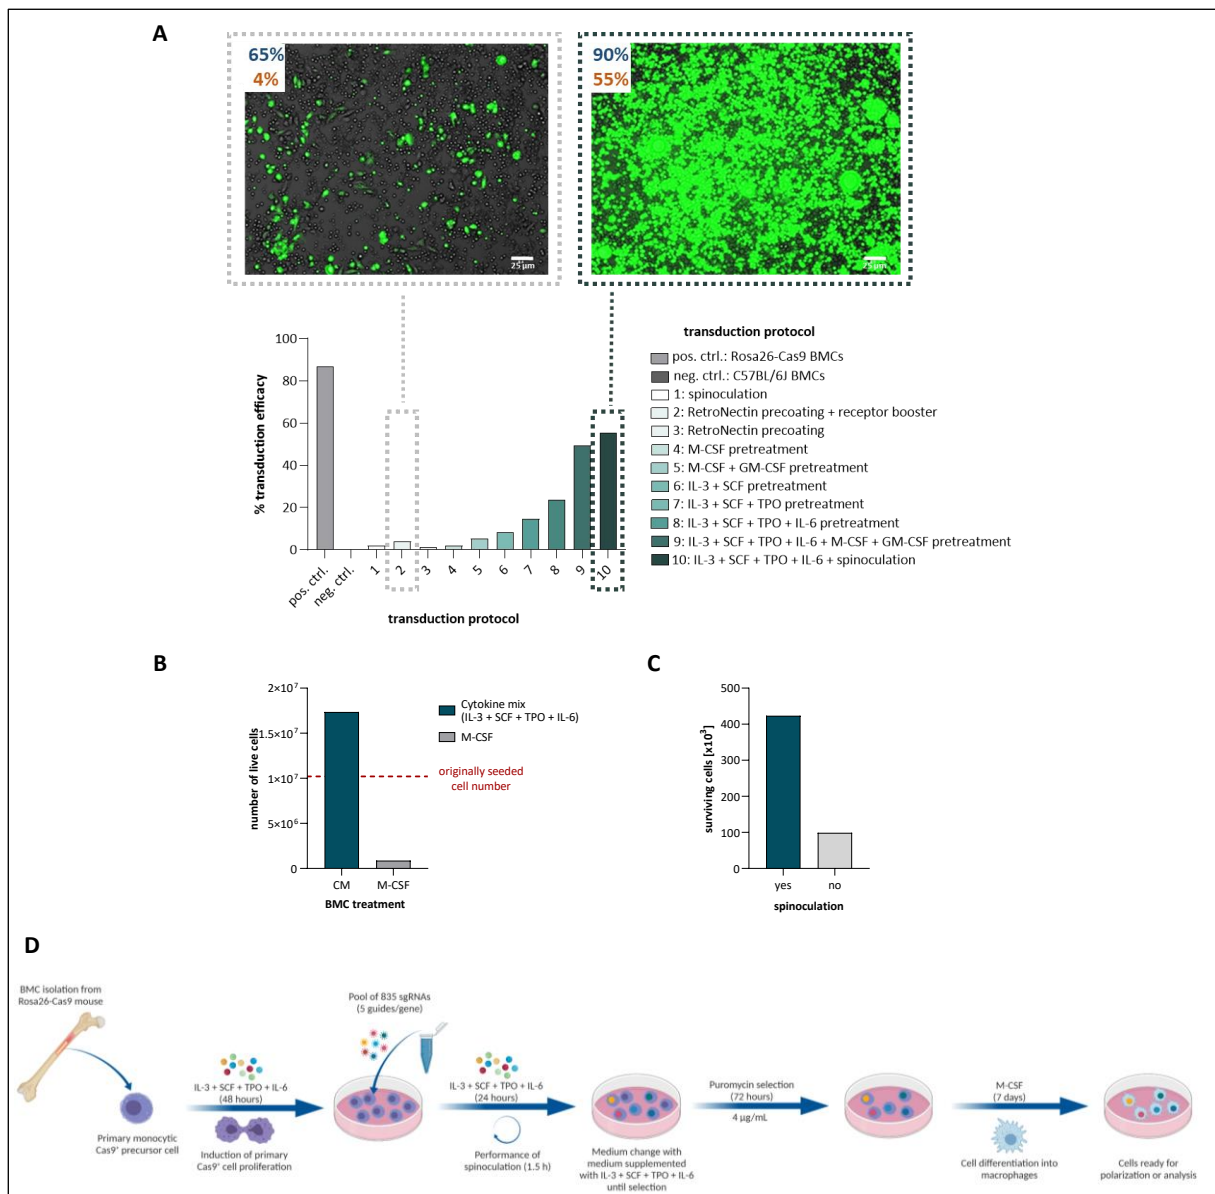 A
65%
4%
25 µm
90%
55%
25 µm
% transduction efficacy
100
80
60
40
20
0
pos. ctrl.
neg. ctrl.
1
2
3
4
5
6
7
8
9
10
transduction protocol
transduction protocol
pos. ctrl.: Rosa26-Cas9 BMCs
neg. ctrl.: C57BL/6J BMCs
1: spinoculation
2: RetroNectin precoating + receptor booster
3: RetroNectin precoating
4: M-CSF pretreatment
5: M-CSF + GM-CSF pretreatment
6: IL-3 + SCF pretreatment
7: IL-3 + SCF + TPO pretreatment
8: IL-3 + SCF + TPO + IL-6 pretreatment
9: IL-3 + SCF + TPO + IL-6 + M-CSF + GM-CSF pretreatment
10: IL-3 + SCF + TPO + IL-6 + spinoculation
B
number of live cells
2×10⁷
1.5×10⁷
1×10⁷
5×10⁶
0
CM
M-CSF
BMC treatment
Cytokine mix
(IL-3 + SCF + TPO + IL-6)
M-CSF
originally seeded
cell number
C
surviving cells [x10³]
500
400
300
200
100
0
yes
no
spinoculation
D
BMC isolation from
Rosa26-Cas9 mouse
Primary monocytic
Cas9⁺ precursor cell
IL-3 + SCF + TPO + IL-6
(48 hours)
Induction of primary
Cas9⁺ cell proliferation
Pool of 835 sgRNAs
(5 guides/gene)
IL-3 + SCF + TPO + IL-6
(24 hours)
Performance of
spinoculation (1.5 h)
Medium change with
medium supplemented
with IL-3 + SCF + TPO + IL-6
until selection
Puromycin selection
(72 hours)
4 µg/mL
M-CSF
(7 days)
Cell differentiation into
macrophages
Cells ready for
polarization or analysis